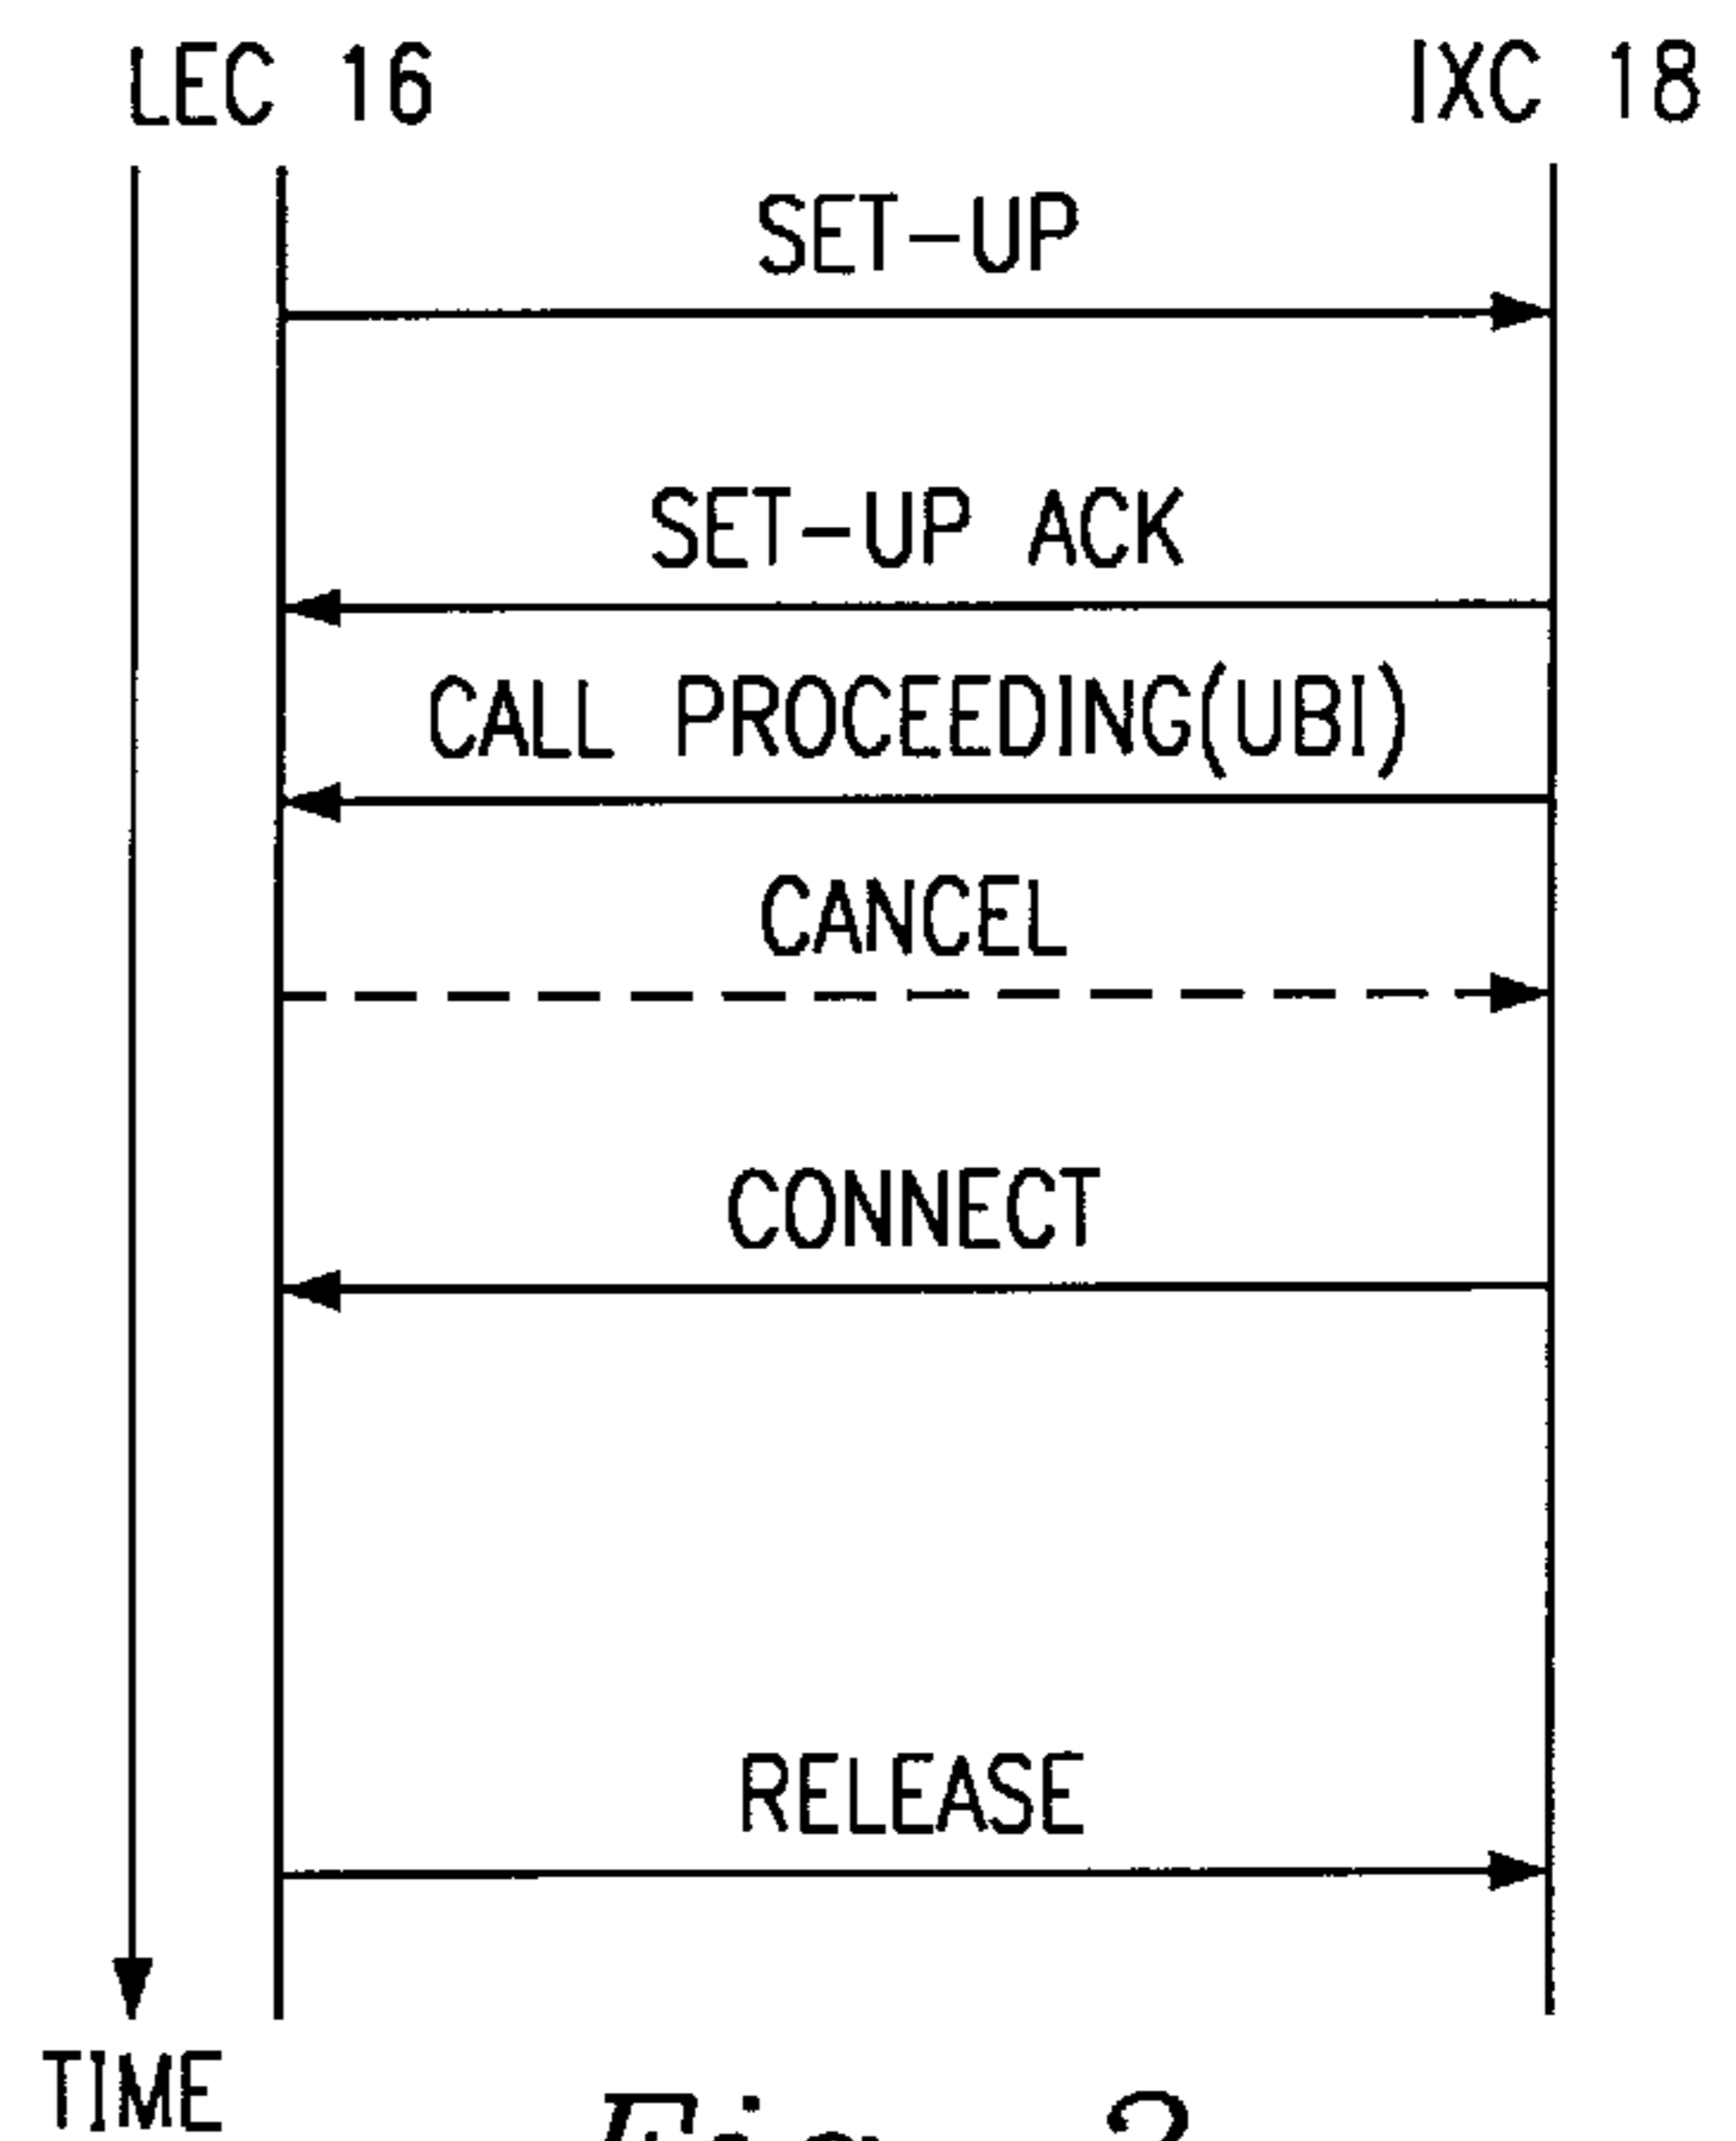 LEC 16 IXC 18
SET-UP
SET-UP ACK
CALL PROCEEDING(UBI)
CANCEL
CONNECT
RELEASE
TIME